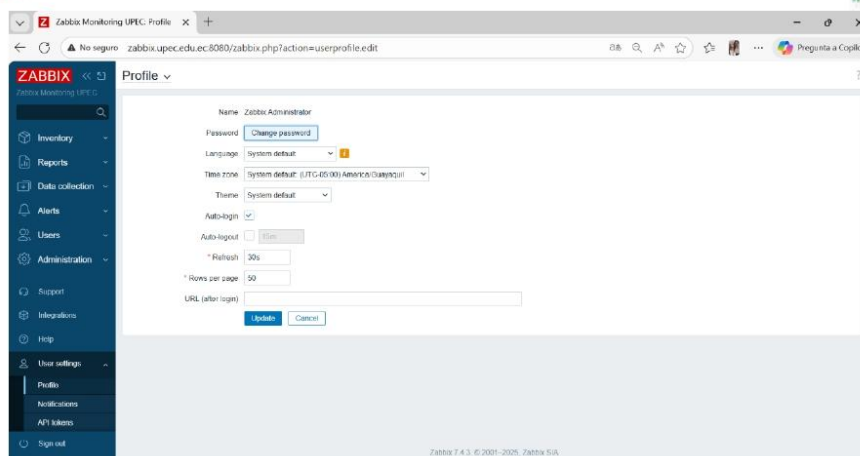 Zabbix Monitoring UPEC: Profile
No seguro zabbix.upec.edu.ec:8080/zabbix.php?action=userprofile.edit
Pregunta a Copilo
ZABBIX
Zabbix Monitoring UPEC
Profile
Inventory
Reports
Data collection
Alerts
Users
Administration
Support
Integrations
Help
User settings
Profile
Notifications
API tokens
Sign out
Name Zabbix Administrator
Password Change password
Language System default
Time zone System default: (UTC-05:00) America/Guayaquil
Theme System default
Auto-login
Auto-logout 15m
* Refresh 30s
* Rows per page 50
URL (after login)
Update Cancel
Zabbix 7.4.3. © 2001–2025, Zabbix SIA